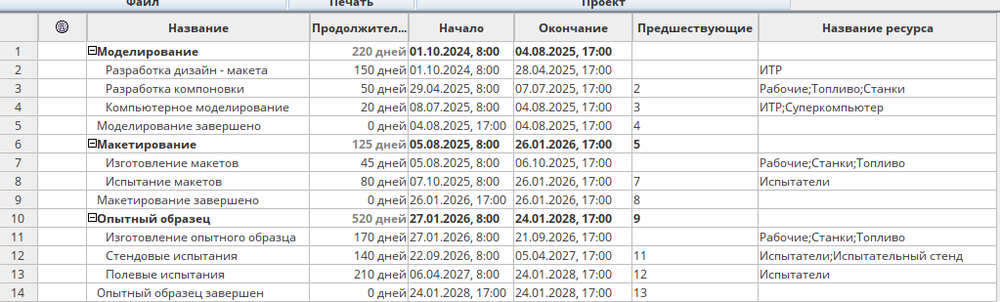 Файл Печать Проект
Название Продолжител... Начало Окончание Предшествующие Название ресурса
1 Моделирование 220 дней 01.10.2024, 8:00 04.08.2025, 17:00
2 Разработка дизайн - макета 150 дней 01.10.2024, 8:00 28.04.2025, 17:00 ИТР
3 Разработка компоновки 50 дней 29.04.2025, 8:00 07.07.2025, 17:00 2 Рабочие;Топливо;Станки
4 Компьютерное моделирование 20 дней 08.07.2025, 8:00 04.08.2025, 17:00 3 ИТР;Суперкомпьютер
5 Моделирование завершено 0 дней 04.08.2025, 17:00 04.08.2025, 17:00 4
6 Макетирование 125 дней 05.08.2025, 8:00 26.01.2026, 17:00 5
7 Изготовление макетов 45 дней 05.08.2025, 8:00 06.10.2025, 17:00 Рабочие;Станки;Топливо
8 Испытание макетов 80 дней 07.10.2025, 8:00 26.01.2026, 17:00 7 Испытатели
9 Макетирование завершено 0 дней 26.01.2026, 17:00 26.01.2026, 17:00 8
10 Опытный образец 520 дней 27.01.2026, 8:00 24.01.2028, 17:00 9
11 Изготовление опытного образца 170 дней 27.01.2026, 8:00 21.09.2026, 17:00 Рабочие;Станки;Топливо
12 Стендовые испытания 140 дней 22.09.2026, 8:00 05.04.2027, 17:00 11 Испытатели;Испытательный стенд
13 Полевые испытания 210 дней 06.04.2027, 8:00 24.01.2028, 17:00 12 Испытатели
14 Опытный образец завершен 0 дней 24.01.2028, 17:00 24.01.2028, 17:00 13